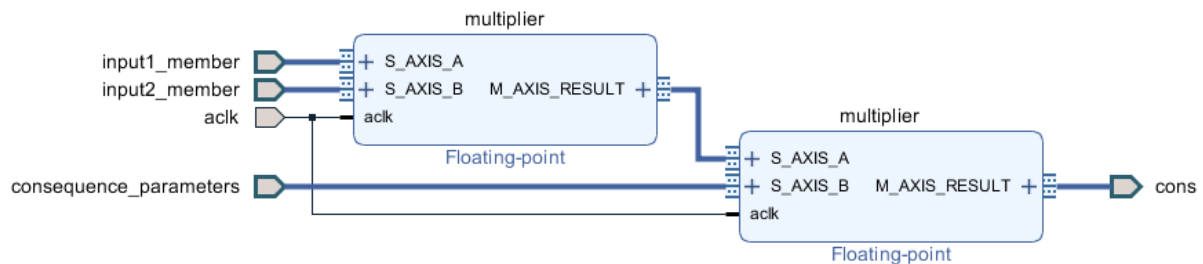 multiplier
input1_member
+ S_AXIS_A
input2_member
+ S_AXIS_B M_AXIS_RESULT +
aclk
aclk
multiplier
Floating-point
+ S_AXIS_A
consequence_parameters
+ S_AXIS_B M_AXIS_RESULT +
cons
aclk
Floating-point